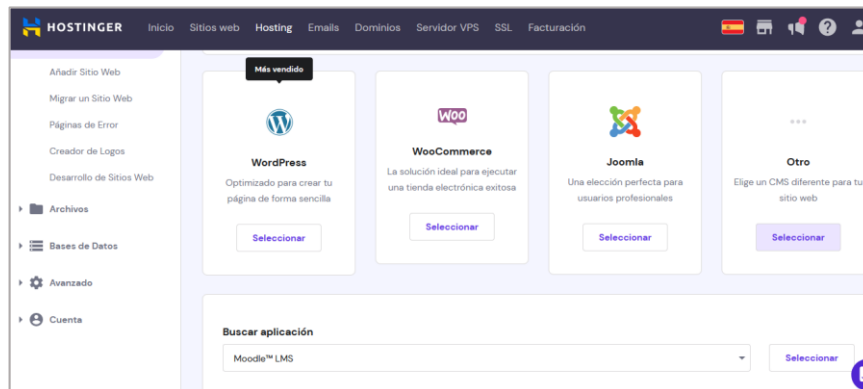 HOSTINGER Inicio Sitios web Hosting Emails Dominios Servidor VPS SSL Facturación
Añadir Sitio Web
Migrar un Sitio Web
Páginas de Error
Creador de Logos
Desarrollo de Sitios Web
Archivos
Bases de Datos
Avanzado
Cuenta
Más vendido
WordPress
Optimizado para crear tu
página de forma sencilla
Seleccionar
Woo
WooCommerce
La solución ideal para ejecutar
una tienda electrónica exitosa
Seleccionar
Joomla
Una elección perfecta para
usuarios profesionales
Seleccionar
Otro
Elige un CMS diferente para tu
sitio web
Seleccionar
Buscar aplicación
Moodle™ LMS
Seleccionar